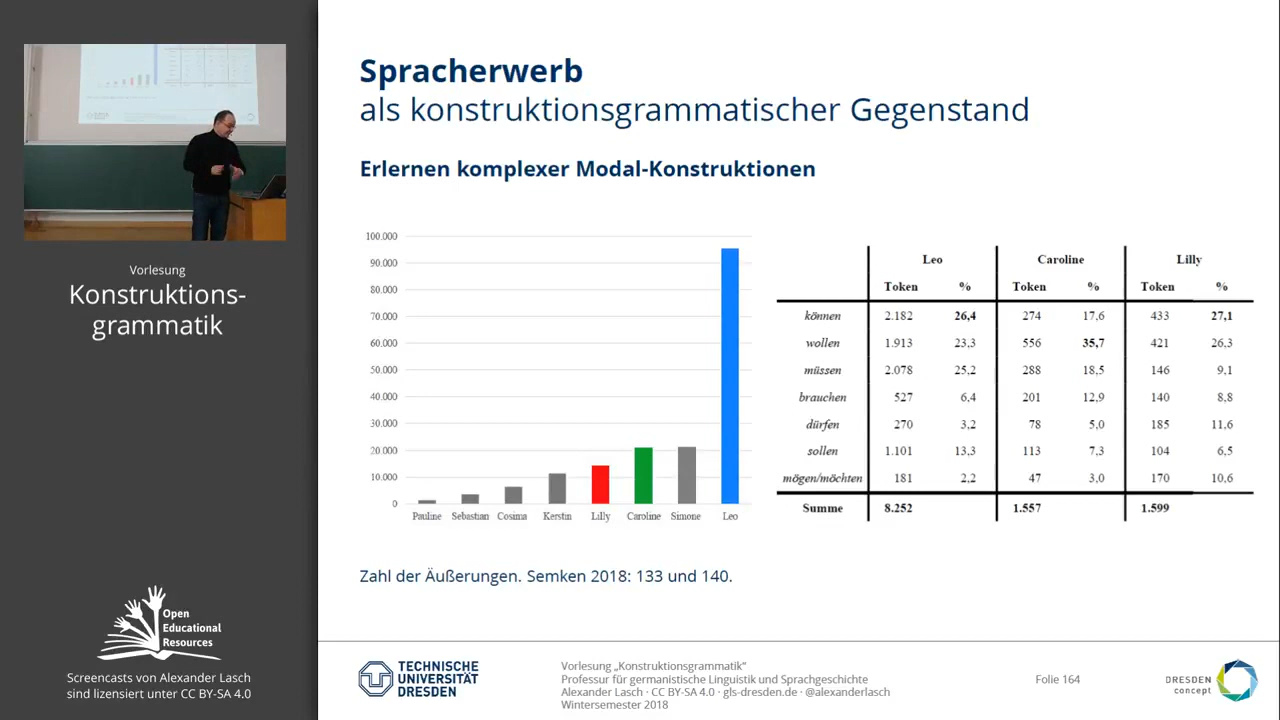 Vorlesung
Konstruktions-
grammatik
Open
Educational
Resources
Screencasts von Alexander Lasch
sind lizensiert unter CC BY-SA 4.0
Spracherwerb
als konstruktionsgrammatischer Gegenstand
Erlernen komplexer Modal-Konstruktionen
100.000
90.000
80.000
70.000
60.000
50.000
40.000
30.000
20.000
10.000
0
Pauline Sebastian Cosima Kerstin Lilly Caroline Simone Leo
Leo Caroline Lilly
Token % Token % Token %
können 2.182 26,4 274 17,6 433 27,1
wollen 1.913 23,3 556 35,7 421 26,3
müssen 2.078 25,2 288 18,5 146 9,1
brauchen 527 6,4 201 12,9 140 8,8
dürfen 270 3,2 78 5,0 185 11,6
sollen 1.101 13,3 113 7,3 104 6,5
mögen/möchten 181 2,2 47 3,0 170 10,6
Summe 8.252 1.557 1.599
Zahl der Äußerungen. Semken 2018: 133 und 140.
TECHNISCHE
UNIVERSITÄT
DRESDEN
Vorlesung „Konstruktionsgrammatik“
Professur für germanistische Linguistik und Sprachgeschichte
Alexander Lasch · CC BY-SA 4.0 · gls-dresden.de · @alexanderlasch
Wintersemester 2018
Folie 164
DRESDEN
concept